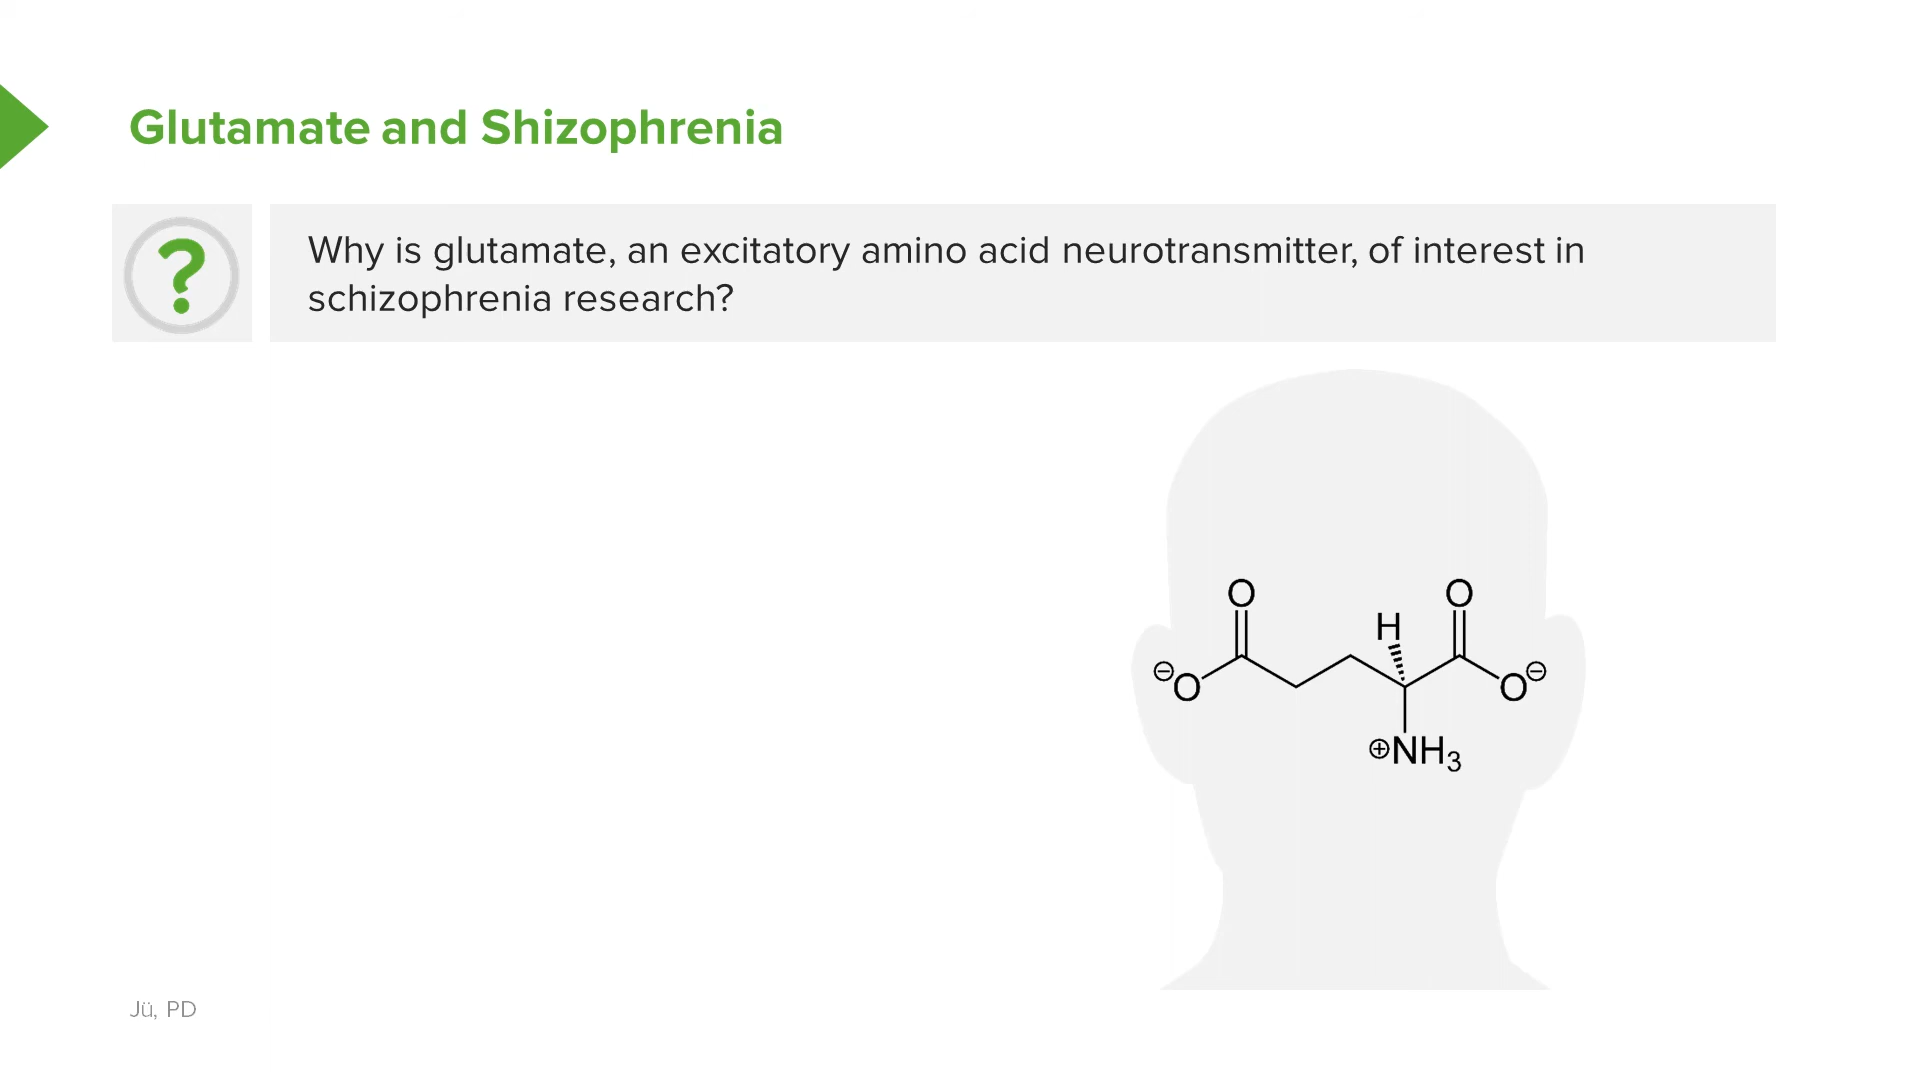 Glutamate and Shizophrenia
?
Why is glutamate, an excitatory amino acid neurotransmitter, of interest in
schizophrenia research?
O
O
H
⊖O
O⊖
⊕NH₃
Jü, PD